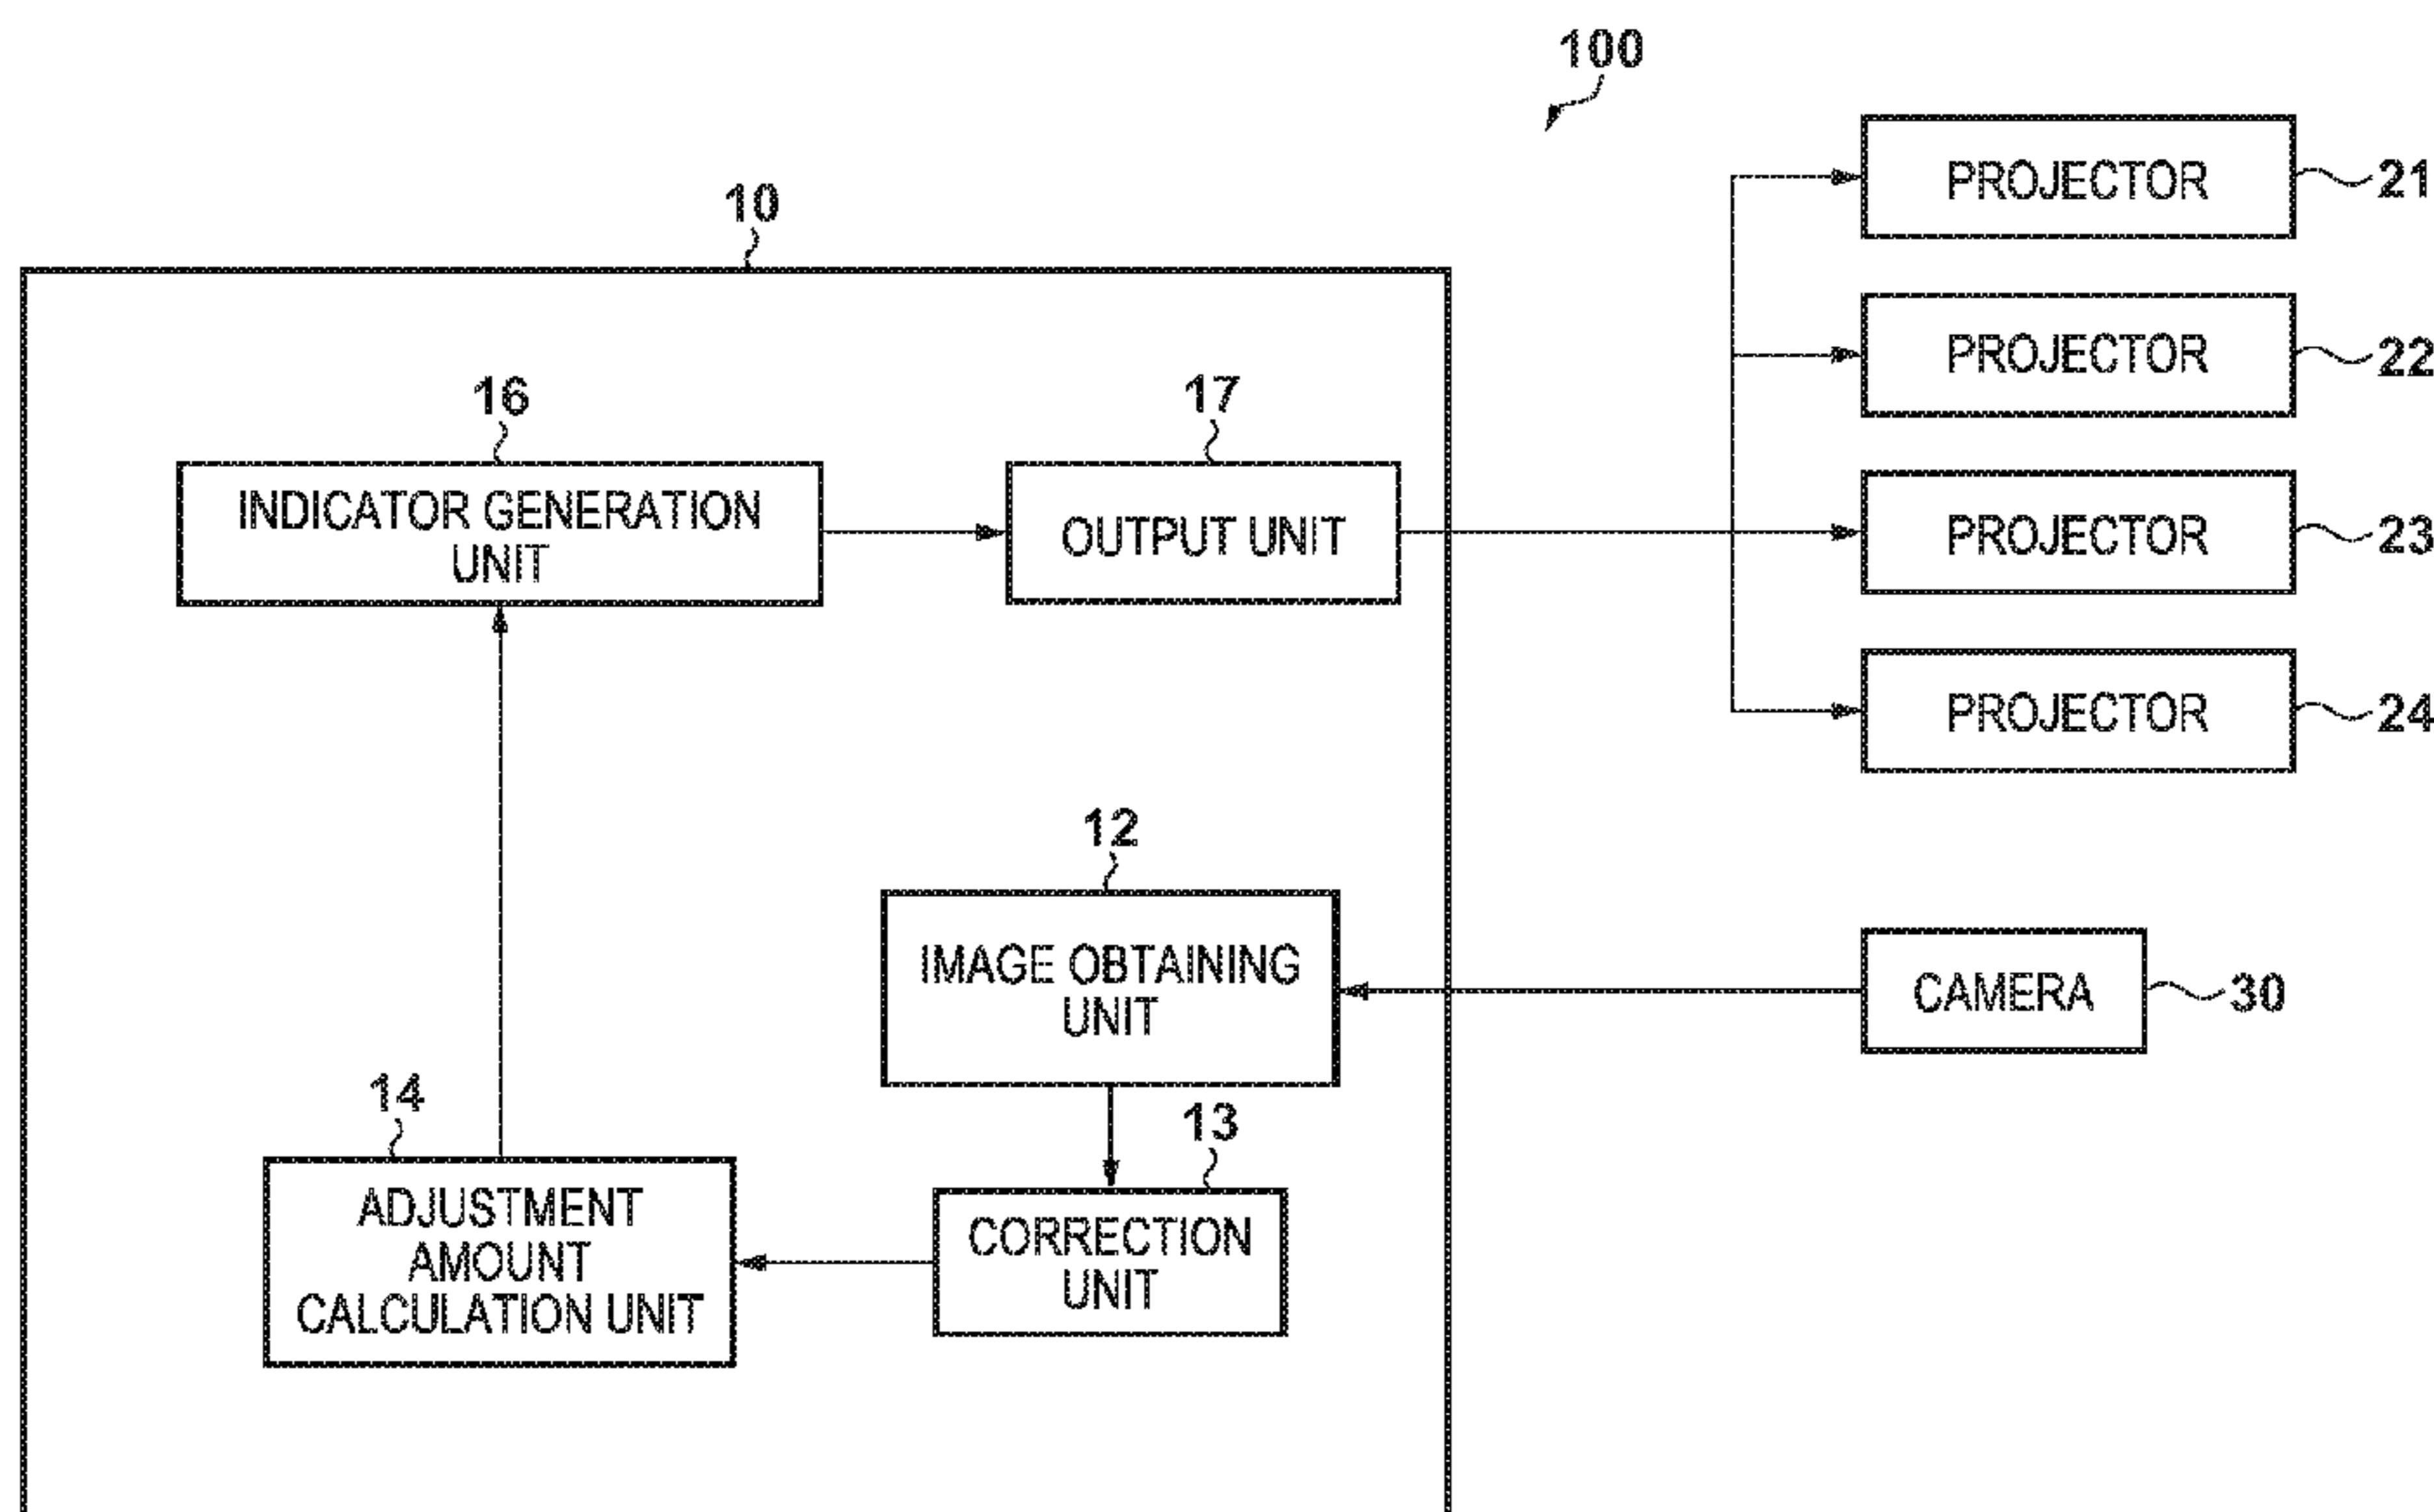 100
PROJECTOR 21
10
PROJECTOR 22
16
17
INDICATOR GENERATION
UNIT
OUTPUT UNIT
PROJECTOR 23
PROJECTOR 24
12
IMAGE OBTAINING
UNIT
CAMERA 30
14
13
ADJUSTMENT
AMOUNT
CALCULATION UNIT
CORRECTION
UNIT